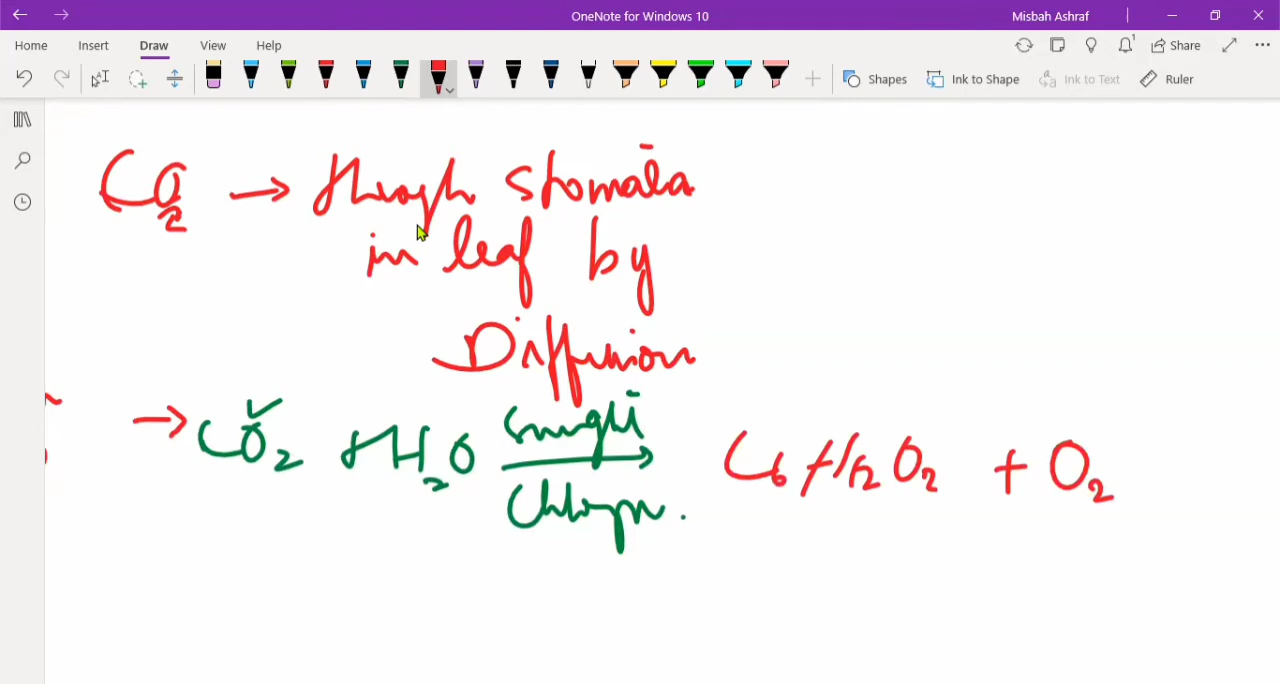 OneNote for Windows 10
Misbah Ashraf
Home Insert Draw View Help
1 Share
Shapes Ink to Shape Ink to Text Ruler
CO2 → through stomata
in leaf by
Diffusion
→ CO2 + H2O sunlight C6H12O2 + O2